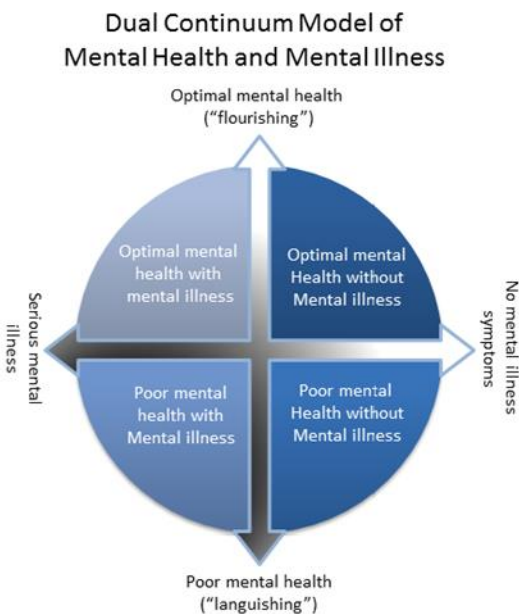 Dual Continuum Model of
Mental Health and Mental Illness
Optimal mental health
("flourishing")
Optimal mental
health with
mental illness
Optimal mental
Health without
Mental illness
Serious mental
illness
No mental illness
symptoms
Poor mental
health with
Mental illness
Poor mental
Health without
Mental illness
Poor mental health
("languishing")